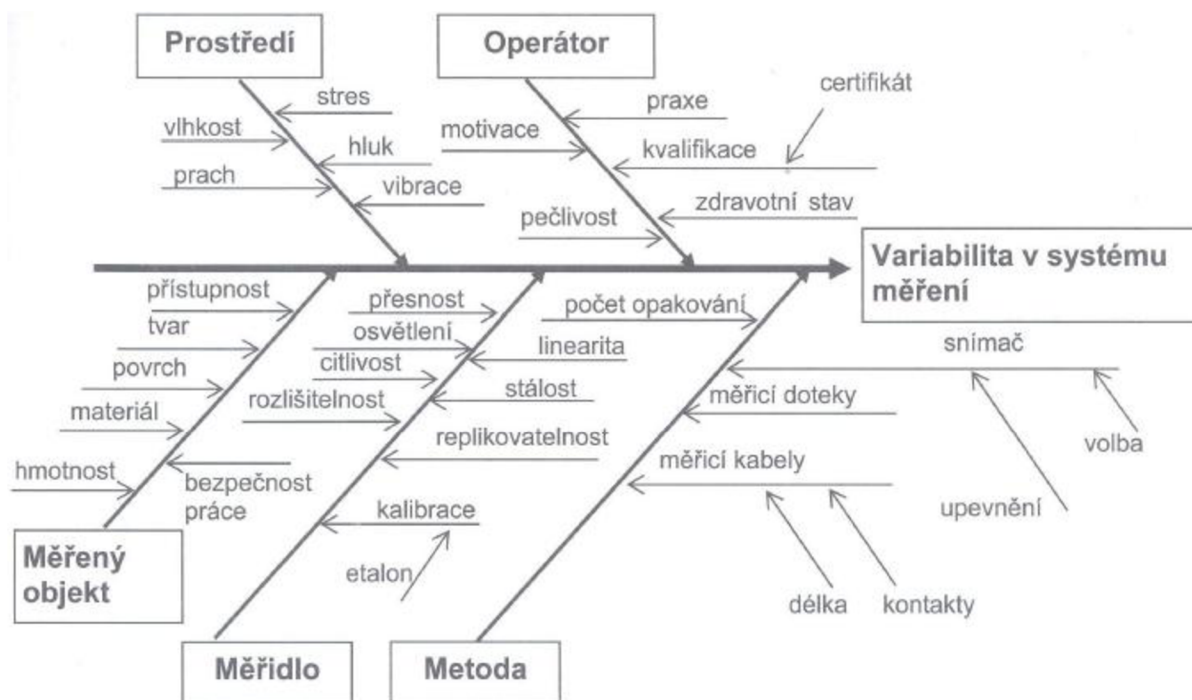 Prostředí
Operátor
stres
vlhkost
hluk
prach
vibrace
praxe
certifikát
motivace
kvalifikace
zdravotní stav
pečlivost
Variabilita v systému
měření
přístupnost
tvar
povrch
materiál
hmotnost
bezpečnost
práce
Měřený
objekt
přesnost
osvětlení
linearita
citlivost
stálost
rozlišitelnost
replikovatelnost
kalibrace
etalon
Měřidlo
počet opakování
snímač
měřicí doteky
volba
měřicí kabely
upevnění
délka
kontakty
Metoda